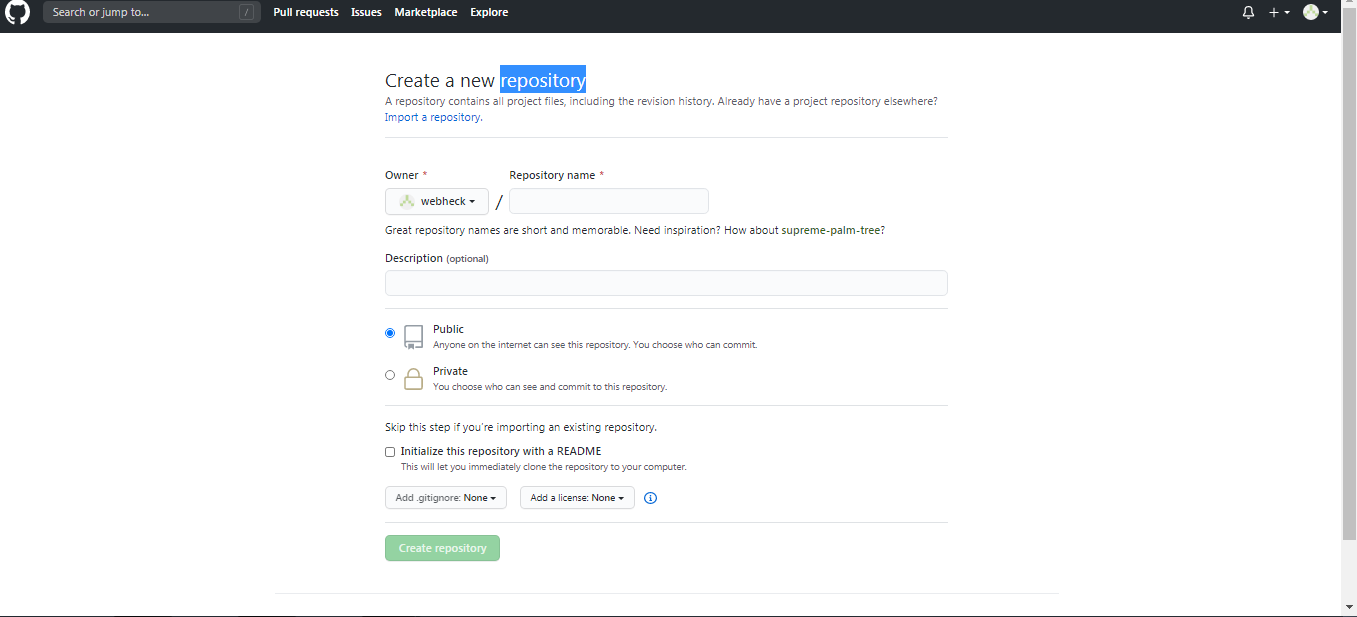 Search or jump to... /
Pull requests Issues Marketplace Explore
Create a new repository
A repository contains all project files, including the revision history. Already have a project repository elsewhere?
Import a repository.
Owner * Repository name *
webheck /
Great repository names are short and memorable. Need inspiration? How about supreme-palm-tree?
Description (optional)
Public
Anyone on the internet can see this repository. You choose who can commit.
Private
You choose who can see and commit to this repository.
Skip this step if you're importing an existing repository.
Initialize this repository with a README
This will let you immediately clone the repository to your computer.
Add .gitignore: None Add a license: None
Create repository